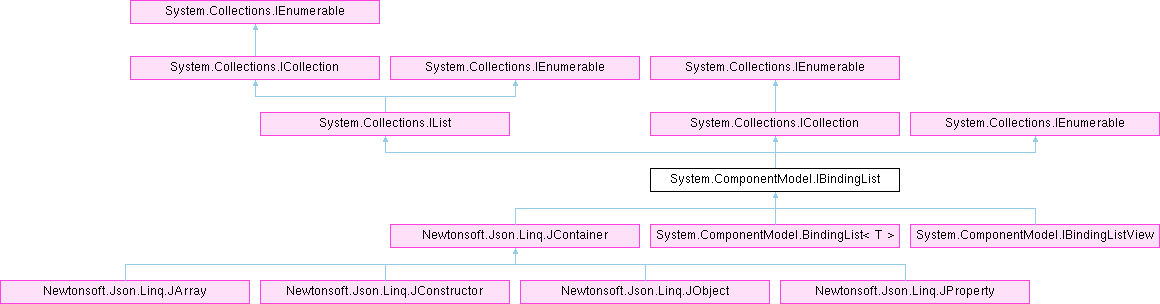 System.Collections.IEnumerable
System.Collections.ICollection
System.Collections.IEnumerable
System.Collections.IEnumerable
System.Collections.IList
System.Collections.ICollection
System.Collections.IEnumerable
System.ComponentModel.IBindingList
Newtonsoft.Json.Linq.JContainer
System.ComponentModel.BindingList< T >
System.ComponentModel.IBindingListView
Newtonsoft.Json.Linq.JArray
Newtonsoft.Json.Linq.JConstructor
Newtonsoft.Json.Linq.JObject
Newtonsoft.Json.Linq.JProperty